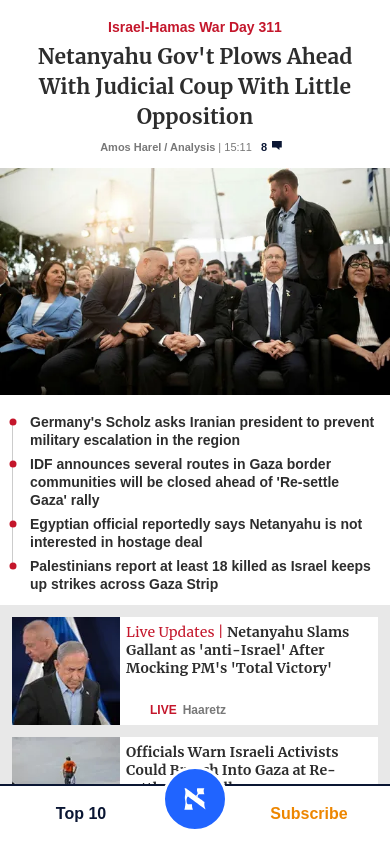 Israel-Hamas War Day 311
Netanyahu Gov't Plows Ahead
With Judicial Coup With Little
Opposition
Amos Harel / Analysis | 15:11 8
Germany's Scholz asks Iranian president to prevent
military escalation in the region
IDF announces several routes in Gaza border
communities will be closed ahead of 'Re-settle
Gaza' rally
Egyptian official reportedly says Netanyahu is not
interested in hostage deal
Palestinians report at least 18 killed as Israel keeps
up strikes across Gaza Strip
Live Updates | Netanyahu Slams
Gallant as 'anti-Israel' After
Mocking PM's 'Total Victory'
LIVE Haaretz
Officials Warn Israeli Activists
Could Into Gaza at Re-
Top 10
Subscribe